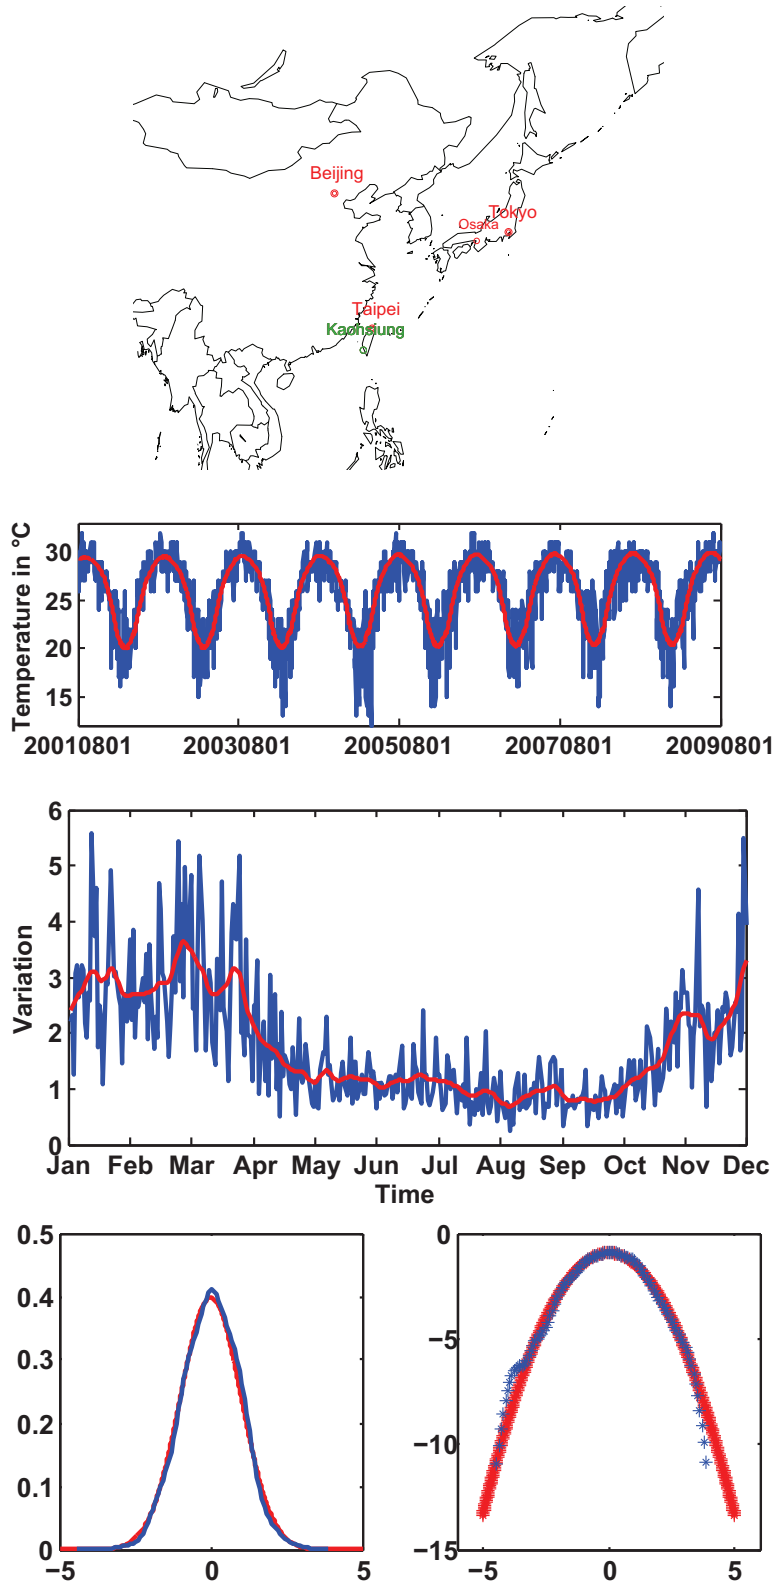 Beijing
Tokyo
Osaka
Taipei
Kaohsiung
Temperature in °C
30
25
20
15
20010801 20030801 20050801 20070801 20090801
Variation
6
5
4
3
2
1
0
Jan Feb Mar Apr May Jun Jul Aug Sep Oct Nov Dec
Time
0.5
0.4
0.3
0.2
0.1
0
−5 0 5
0
−5
−10
−15
−5 0 5